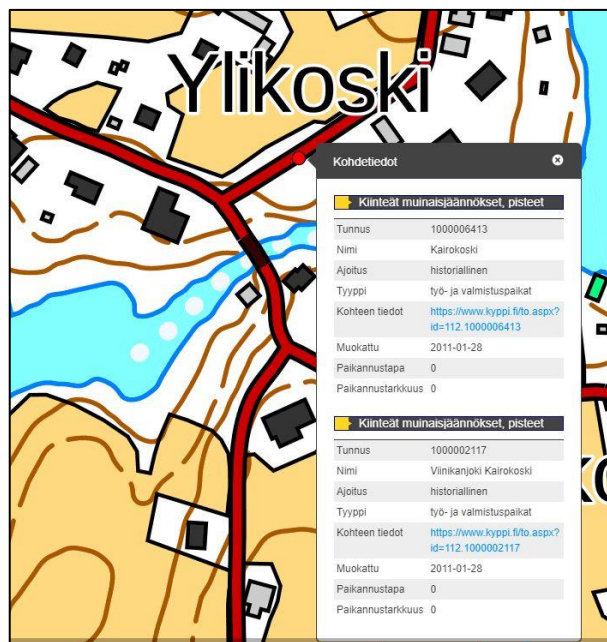 Ylikoski
Kohdetiedot
Kiinteät muinaisjäännökset, pisteet
Tunnus 1000006413
Nimi Kairokoski
Ajoitus historiallinen
Tyyppi työ- ja valmistuspaikat
Kohteen tiedot https://www.kyppi.fi/to.aspx?
id=112.1000006413
Muokattu 2011-01-28
Paikannustapa 0
Paikannustarkkuus 0
Kiinteät muinaisjäännökset, pisteet
Tunnus 1000002117
Nimi Viinikanjoki Kairokoski
Ajoitus historiallinen
Tyyppi työ- ja valmistuspaikat
Kohteen tiedot https://www.kyppi.fi/to.aspx?
id=112.1000002117
Muokattu 2011-01-28
Paikannustapa 0
Paikannustarkkuus 0